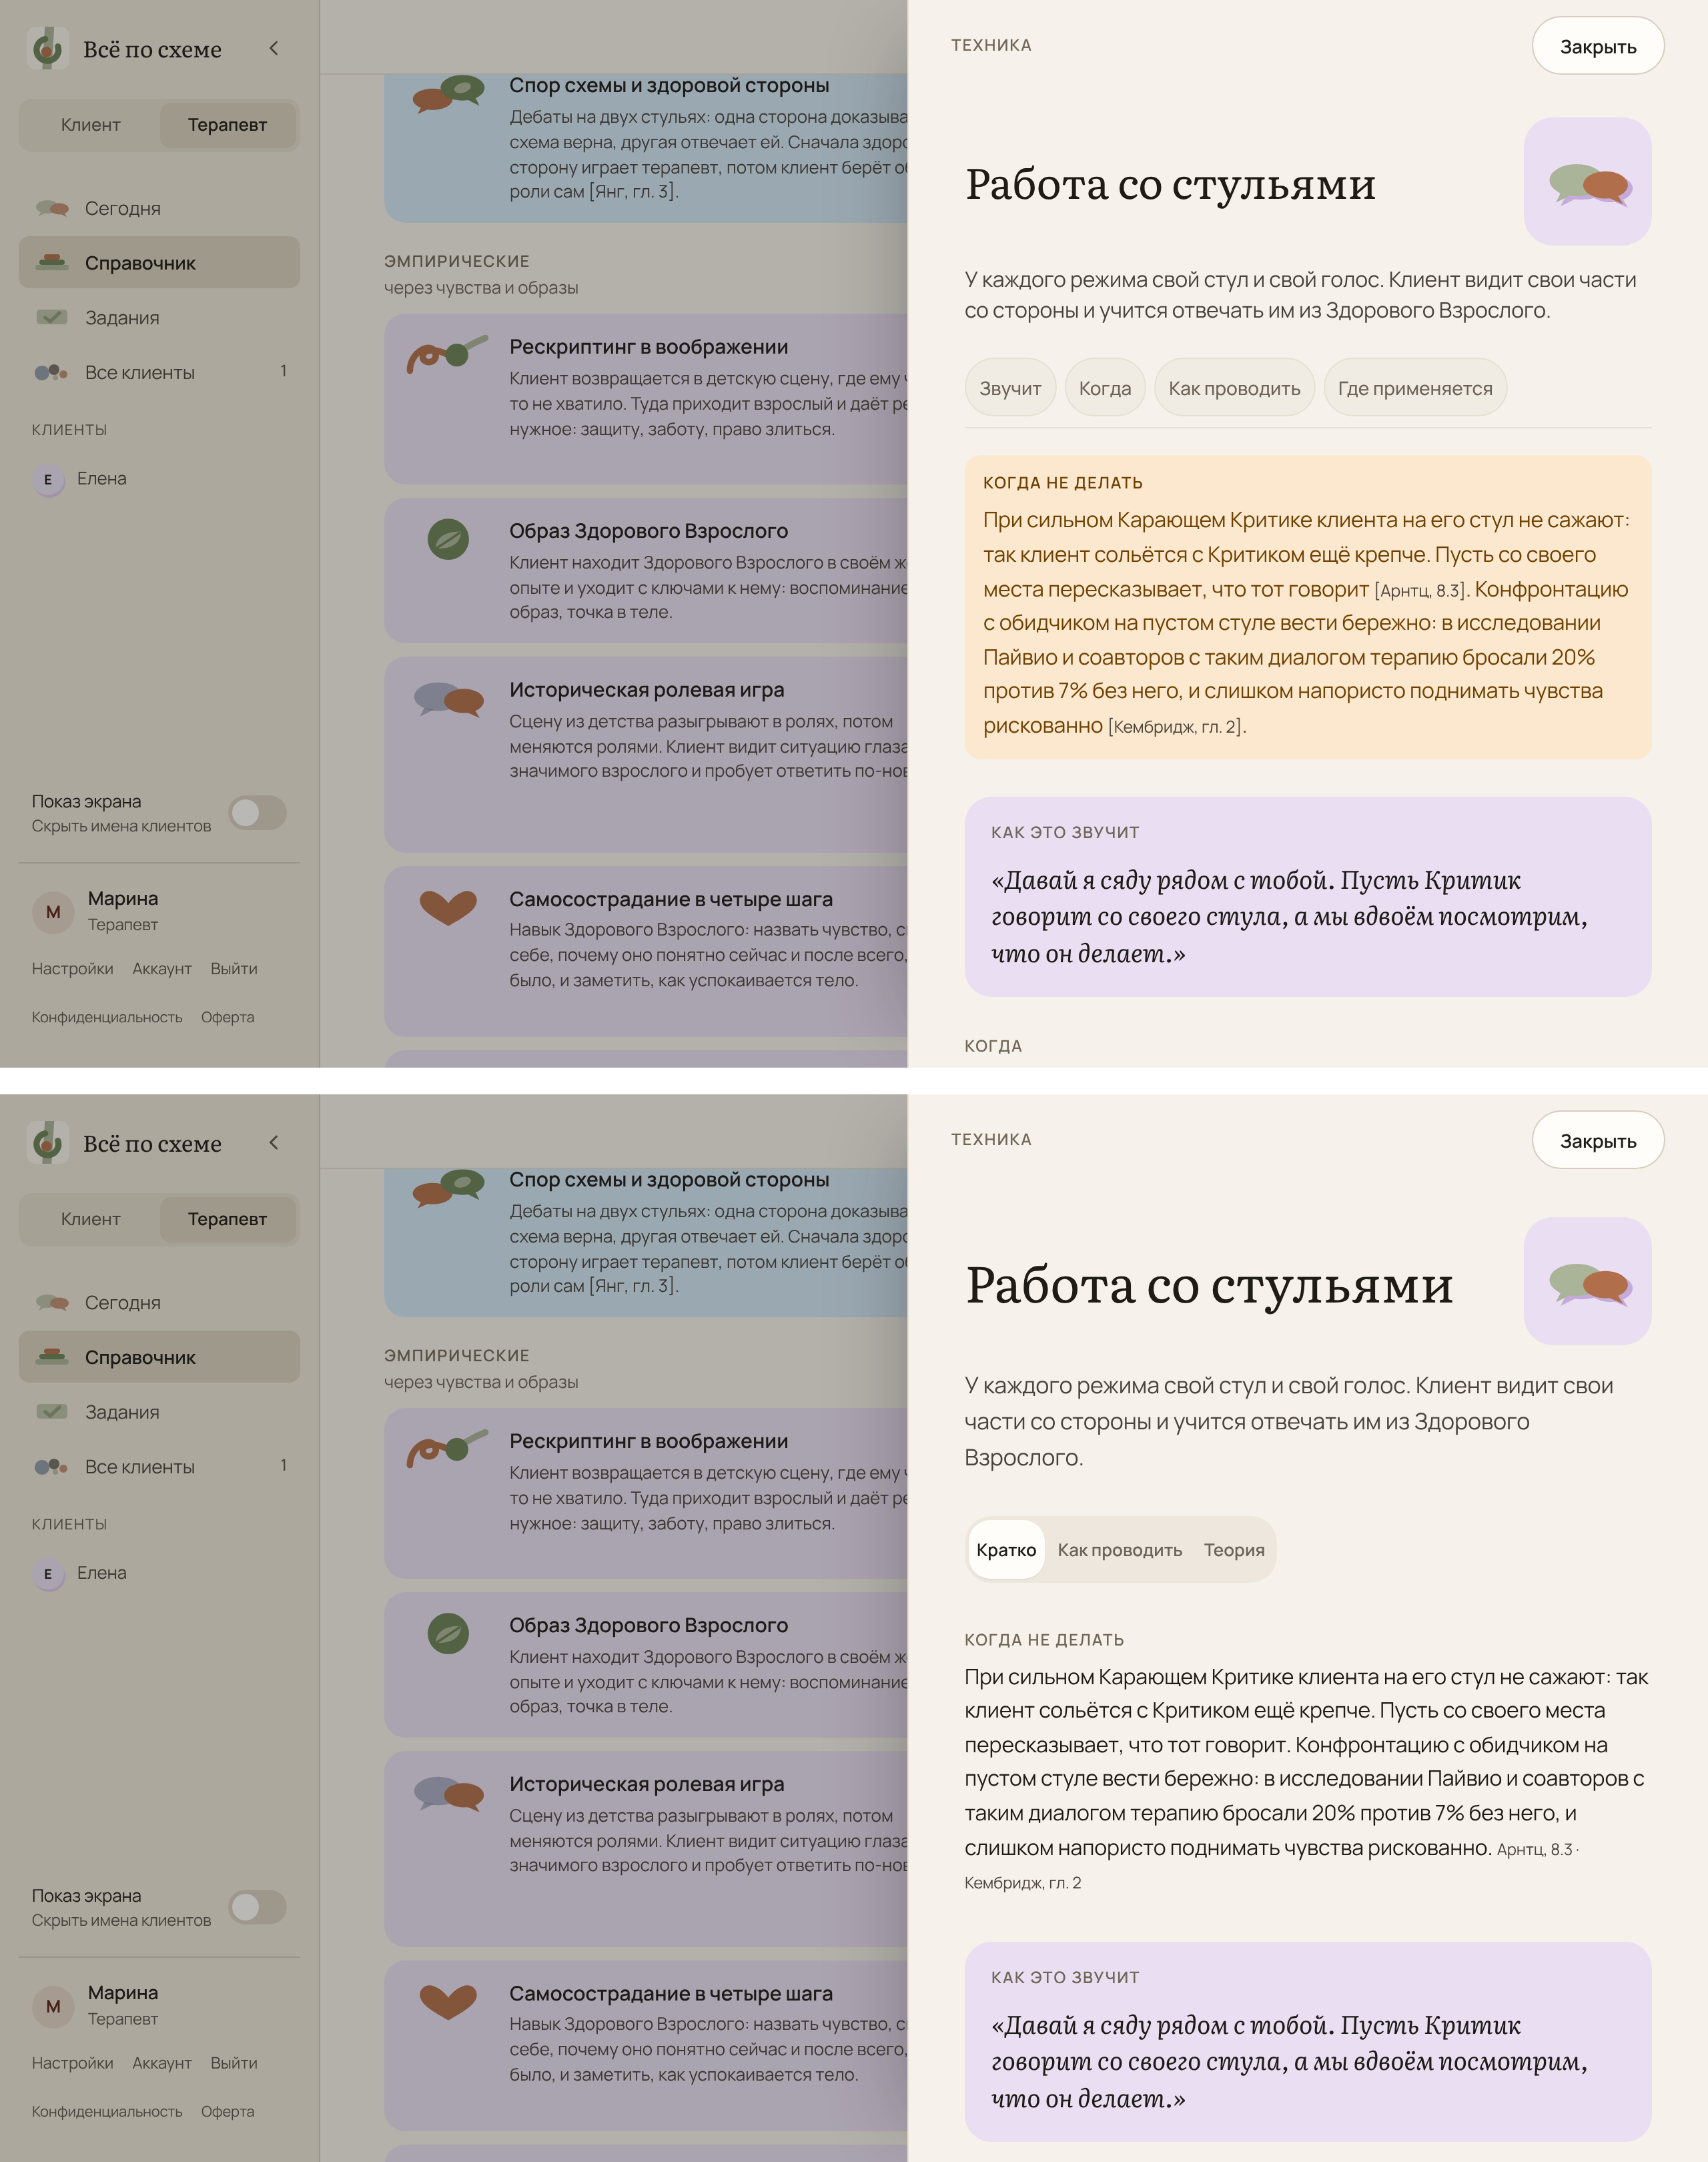 Всё по схеме
Клиент
Терапевт
Сегодня
Справочник
Задания
Все клиенты
1
КЛИЕНТЫ
Е
Елена
Показ экрана
Скрыть имена клиентов
М
Марина
Терапевт
Настройки
Аккаунт
Выйти
Конфиденциальность
Оферта
Спор схемы и здоровой стороны
Дебаты на двух стульях: одна сторона доказыва
схема верна, другая отвечает ей. Сначала здоро
сторону играет терапевт, потом клиент берёт об
роли сам [Янг, гл. 3].
ЭМПИРИЧЕСКИЕ
через чувства и образы
Рескриптинг в воображении
Клиент возвращается в детскую сцену, где ему ч
то не хватило. Туда приходит взрослый и даёт ре
нужное: защиту, заботу, право злиться.
Образ Здорового Взрослого
Клиент находит Здорового Взрослого в своём ж
опыте и уходит с ключами к нему: воспоминание
образ, точка в теле.
Историческая ролевая игра
Сцену из детства разыгрывают в ролях, потом
меняются ролями. Клиент видит ситуацию глаза
значимого взрослого и пробует ответить по-нов
Самосострадание в четыре шага
Навык Здорового Взрослого: назвать чувство, с
себе, почему оно понятно сейчас и после всего,
было, и заметить, как успокаивается тело.
ТЕХНИКА
Закрыть
Работа со стульями
У каждого режима свой стул и свой голос. Клиент видит свои части
со стороны и учится отвечать им из Здорового Взрослого.
Звучит
Когда
Как проводить
Где применяется
КОГДА НЕ ДЕЛАТЬ
При сильном Карающем Критике клиента на его стул не сажают:
так клиент сольётся с Критиком ещё крепче. Пусть со своего
места пересказывает, что тот говорит [Арнтц, 8.3]. Конфронтацию
с обидчиком на пустом стуле вести бережно: в исследовании
Пайвио и соавторов с таким диалогом терапию бросали 20%
против 7% без него, и слишком напористо поднимать чувства
рискованно [Кембридж, гл. 2].
КАК ЭТО ЗВУЧИТ
«Давай я сяду рядом с тобой. Пусть Критик
говорит со своего стула, а мы вдвоём посмотрим,
что он делает.»
КОГДА
Всё по схеме
Клиент
Терапевт
Сегодня
Справочник
Задания
Все клиенты
1
КЛИЕНТЫ
Е
Елена
Показ экрана
Скрыть имена клиентов
М
Марина
Терапевт
Настройки
Аккаунт
Выйти
Конфиденциальность
Оферта
Спор схемы и здоровой стороны
Дебаты на двух стульях: одна сторона доказыва
схема верна, другая отвечает ей. Сначала здоро
сторону играет терапевт, потом клиент берёт об
роли сам [Янг, гл. 3].
ЭМПИРИЧЕСКИЕ
через чувства и образы
Рескриптинг в воображении
Клиент возвращается в детскую сцену, где ему ч
то не хватило. Туда приходит взрослый и даёт ре
нужное: защиту, заботу, право злиться.
Образ Здорового Взрослого
Клиент находит Здорового Взрослого в своём ж
опыте и уходит с ключами к нему: воспоминание
образ, точка в теле.
Историческая ролевая игра
Сцену из детства разыгрывают в ролях, потом
меняются ролями. Клиент видит ситуацию глаза
значимого взрослого и пробует ответить по-нов
Самосострадание в четыре шага
Навык Здорового Взрослого: назвать чувство, с
себе, почему оно понятно сейчас и после всего,
было, и заметить, как успокаивается тело.
ТЕХНИКА
Закрыть
Работа со стульями
У каждого режима свой стул и свой голос. Клиент видит свои
части со стороны и учится отвечать им из Здорового
Взрослого.
Кратко
Как проводить
Теория
КОГДА НЕ ДЕЛАТЬ
При сильном Карающем Критике клиента на его стул не сажают: так
клиент сольётся с Критиком ещё крепче. Пусть со своего места
пересказывает, что тот говорит. Конфронтацию с обидчиком на
пустом стуле вести бережно: в исследовании Пайвио и соавторов с
таким диалогом терапию бросали 20% против 7% без него, и
слишком напористо поднимать чувства рискованно. Арнтц, 8.3 ·
Кембридж, гл. 2
КАК ЭТО ЗВУЧИТ
«Давай я сяду рядом с тобой. Пусть Критик
говорит со своего стула, а мы вдвоём посмотрим,
что он делает.»